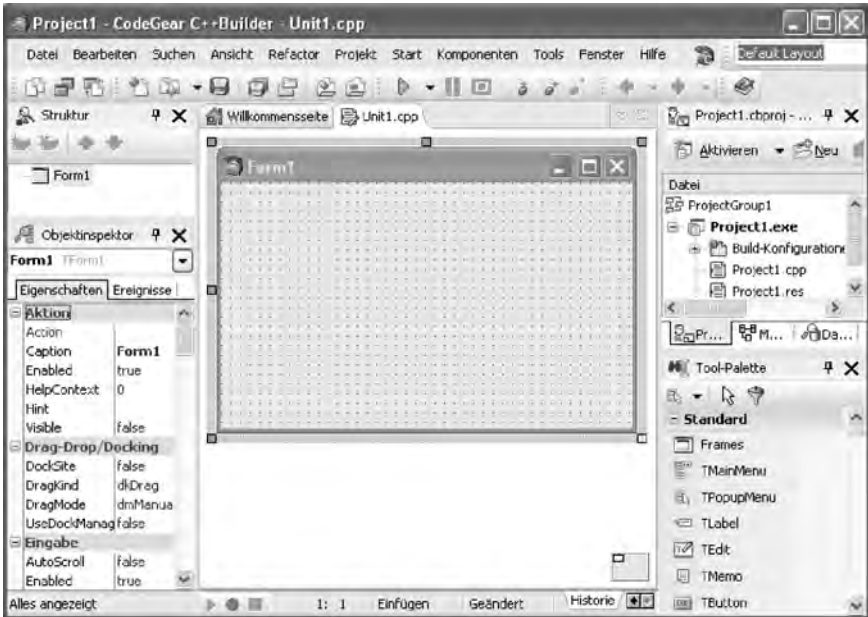 Project1 - CodeGear C++Builder - Unit1.cpp
Datei Bearbeiten Suchen Ansicht Refactor Projekt Start Komponenten Tools Fenster Hilfe
Default Layout
Struktur
Form1
Objektinspektor
Form1 TForm1
Eigenschaften Ereignisse
Aktion
Action
Caption Form1
Enabled true
HelpContext 0
Hint
Visible false
Drag-Drop/Docking
DockSite false
DragKind dkDrag
DragMode dmManua
UseDockManag false
Eingabe
AutoScroll false
Enabled true
Alles angezeigt
Willkommensseite Unit1.cpp
Form1
1: 1 Einfügen Geändert Historie
Project1.cbproj - ...
Aktivieren Neu
Datei
ProjectGroup1
Project1.exe
Build-Konfiguratione
Project1.cpp
Project1.res
Pr... M... Da...
Tool-Palette
Standard
Frames
TMainMenu
TPopupMenu
TLabel
TEdit
TMemo
TButton